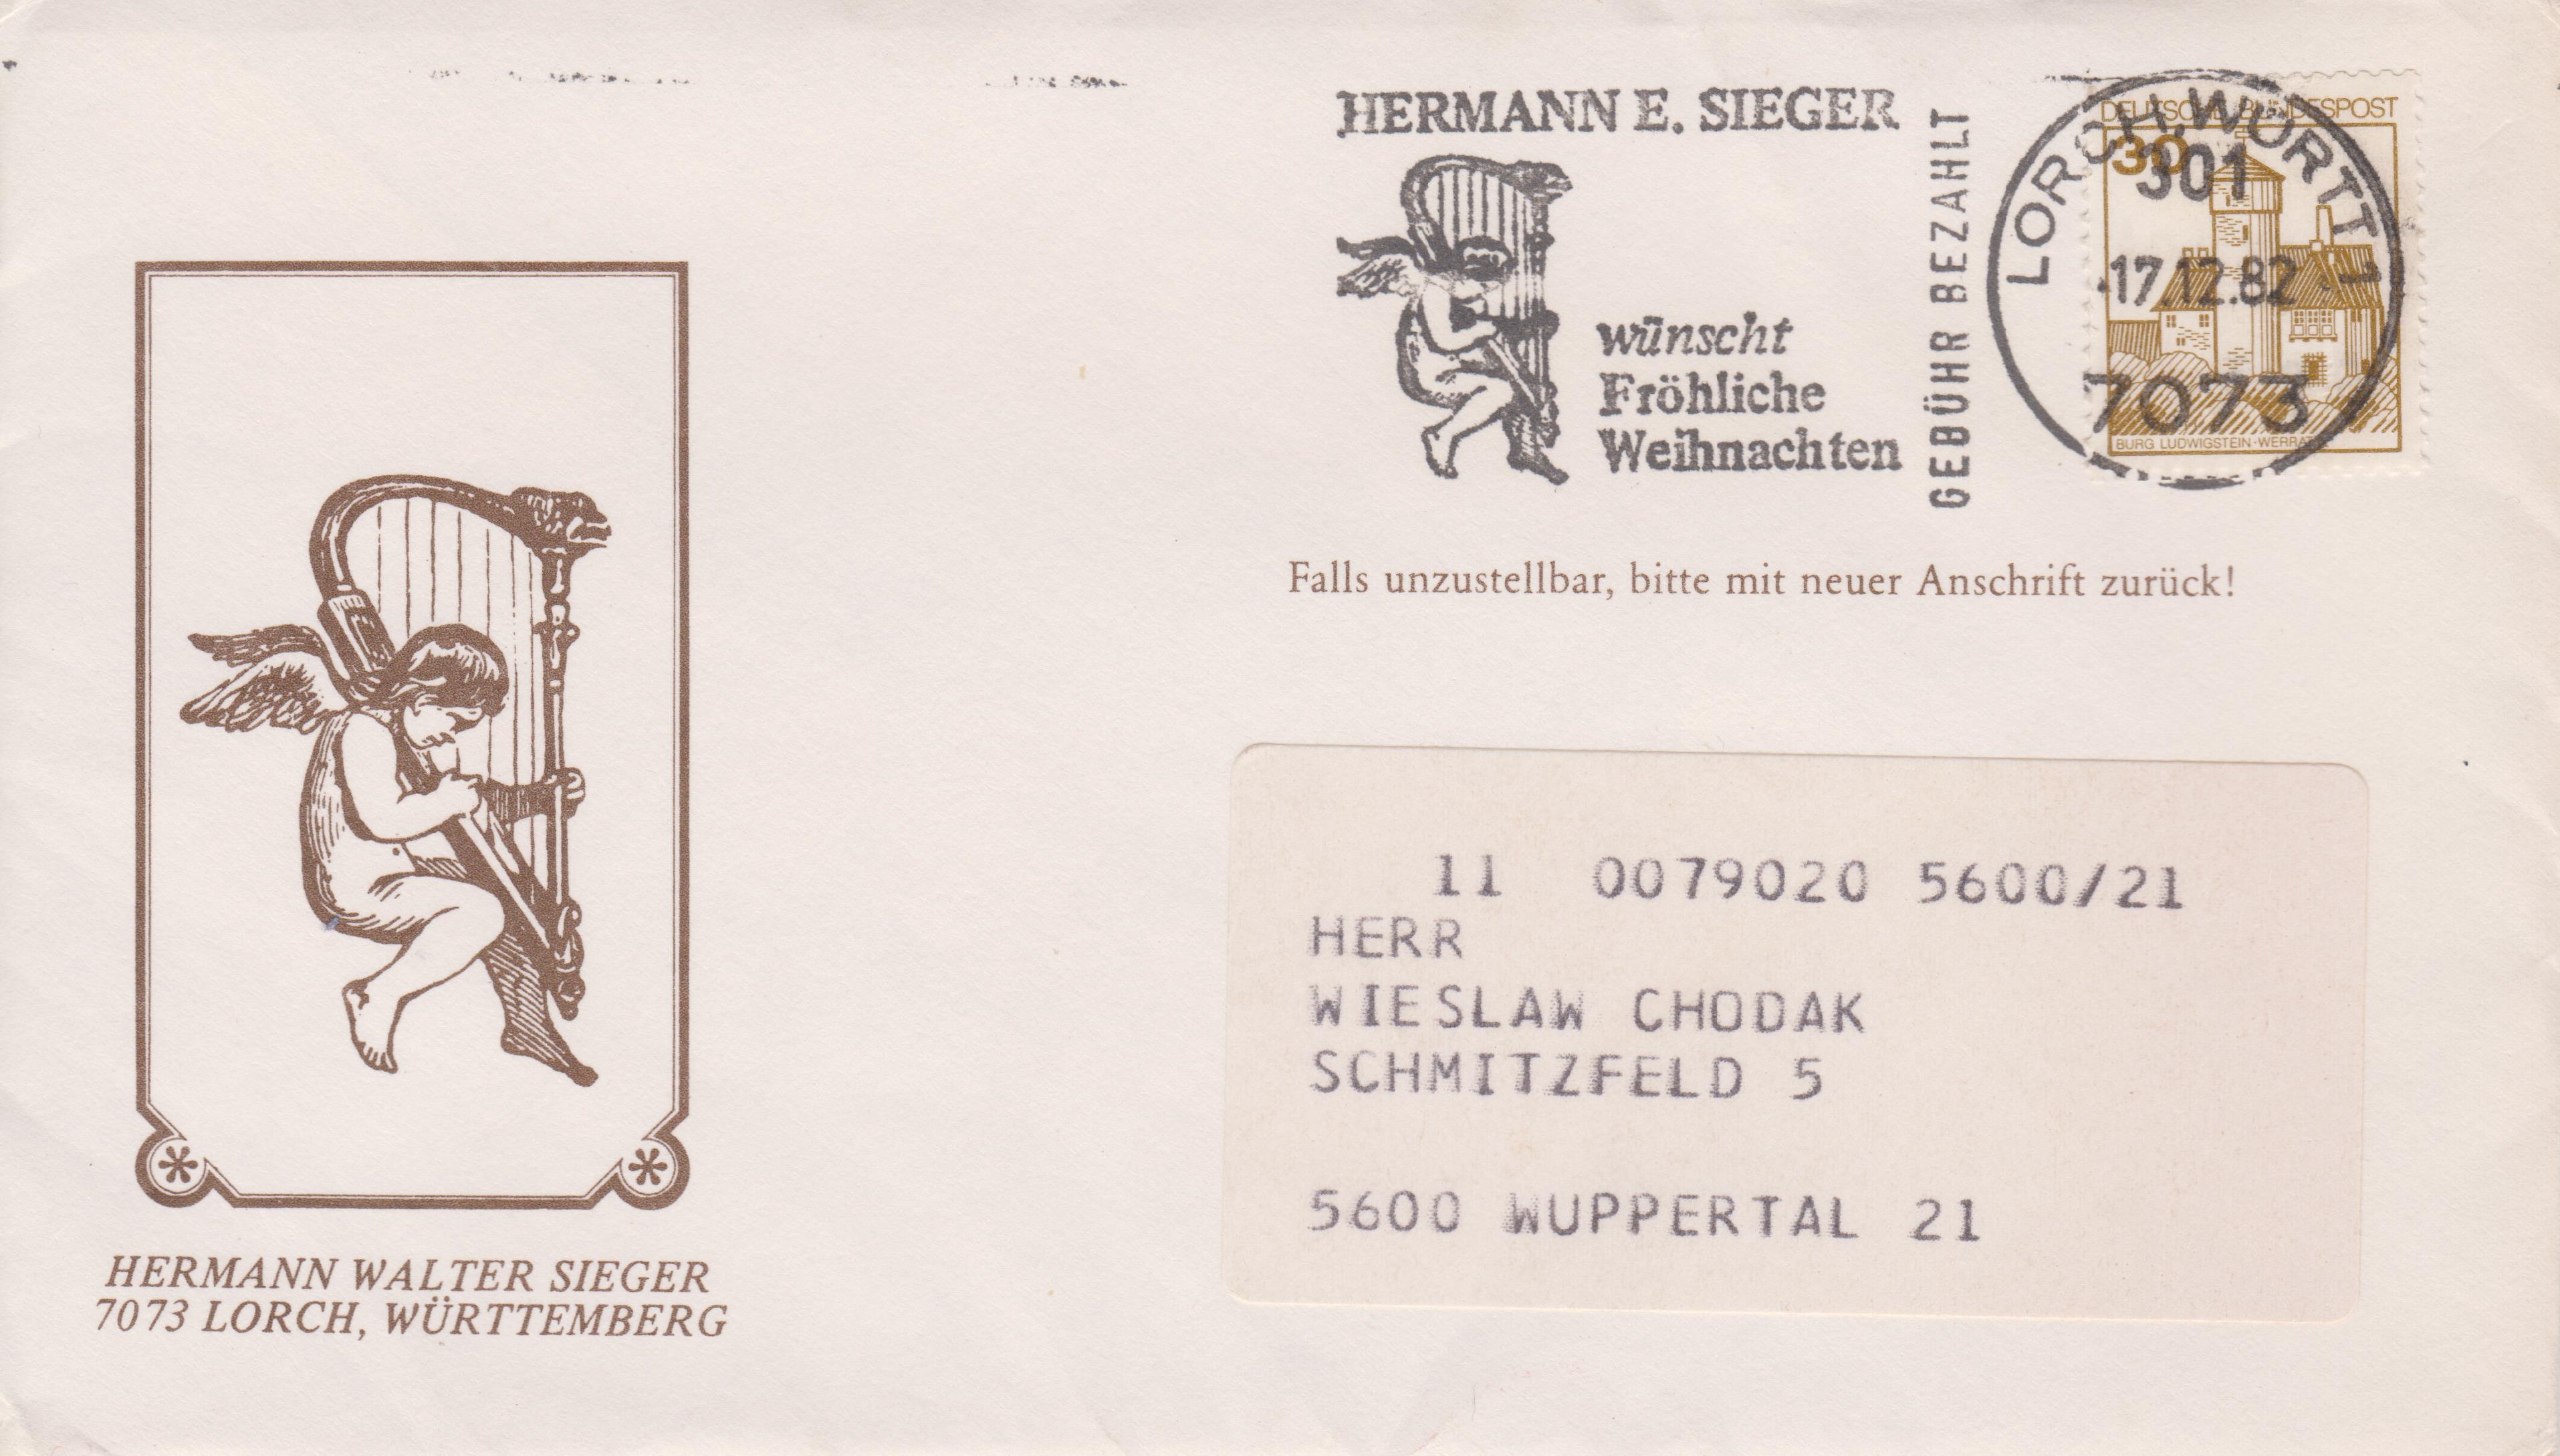 HERMANN E. SIEGER
wünscht
Fröhliche
Weihnachten
GEBÜHR BEZAHLT
LORCH, WÜRTT 1
301
17.12.82
7073
DEUTSCHE BUNDESPOST
30
BURG LUDWIGSTEIN·WERRATAL
Falls unzustellbar, bitte mit neuer Anschrift zurück!
11 0079020 5600/21
HERR
WIESLAW CHODAK
SCHMITZFELD 5
5600 WUPPERTAL 21
HERMANN WALTER SIEGER
7073 LORCH, WÜRTTEMBERG